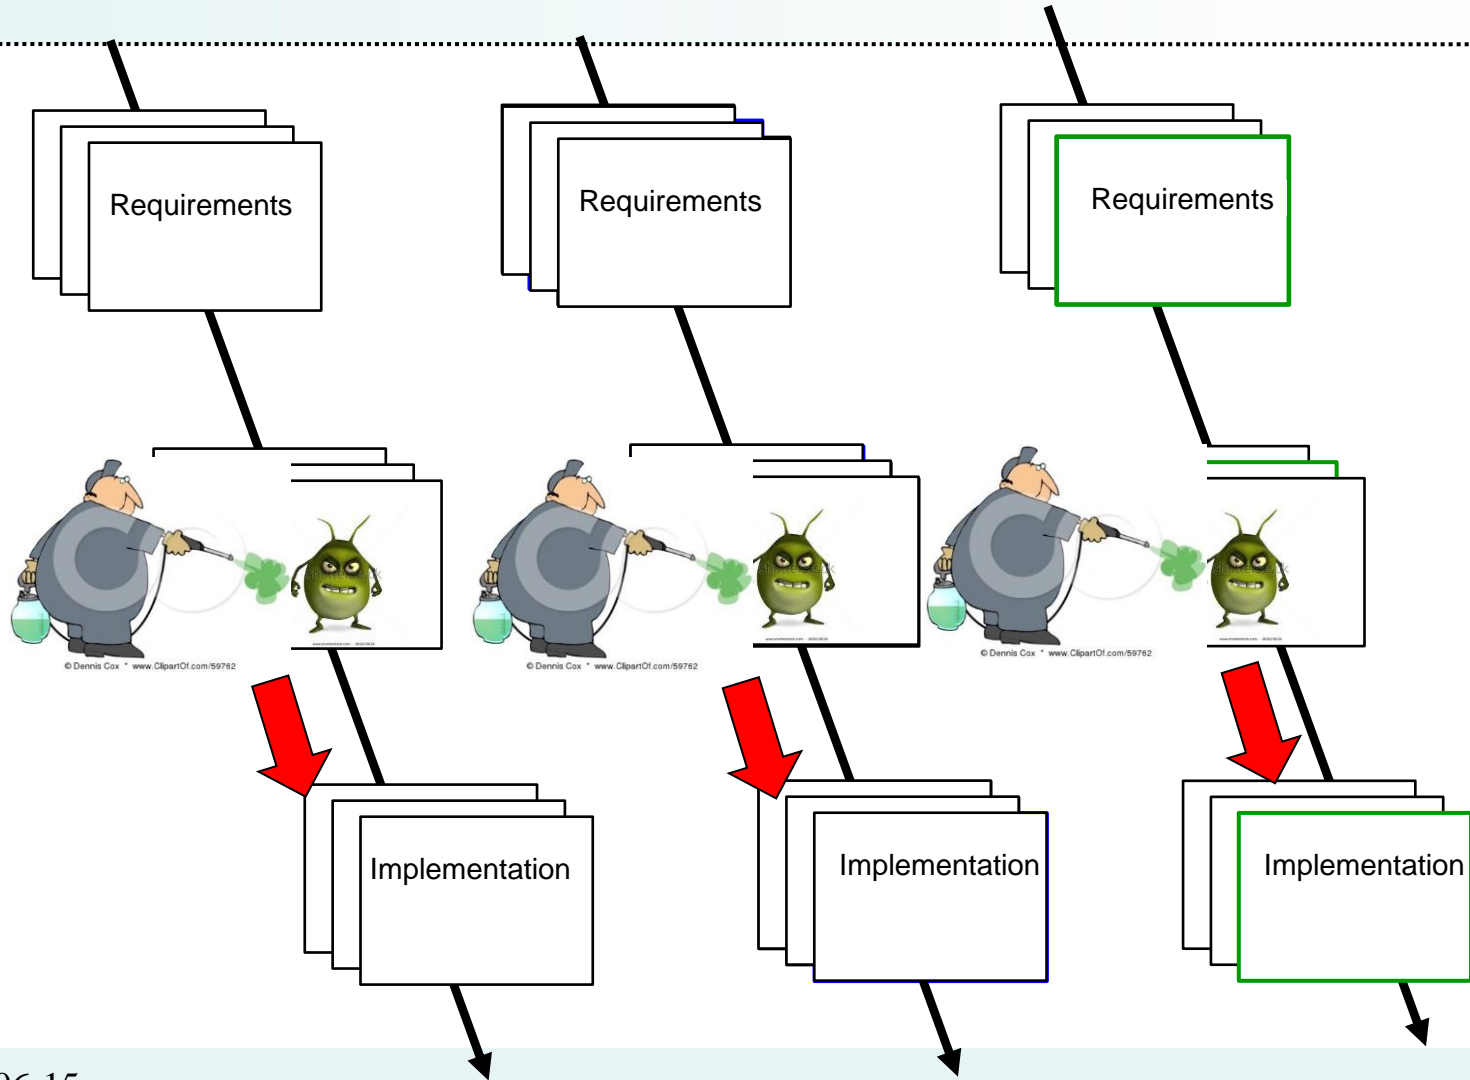 Requirements
Requirements
Requirements
© Dennis Cox * www.ClipartOf.com/59762
© Dennis Cox * www.ClipartOf.com/59762
© Dennis Cox * www.ClipartOf.com/59762
Implementation
Implementation
Implementation